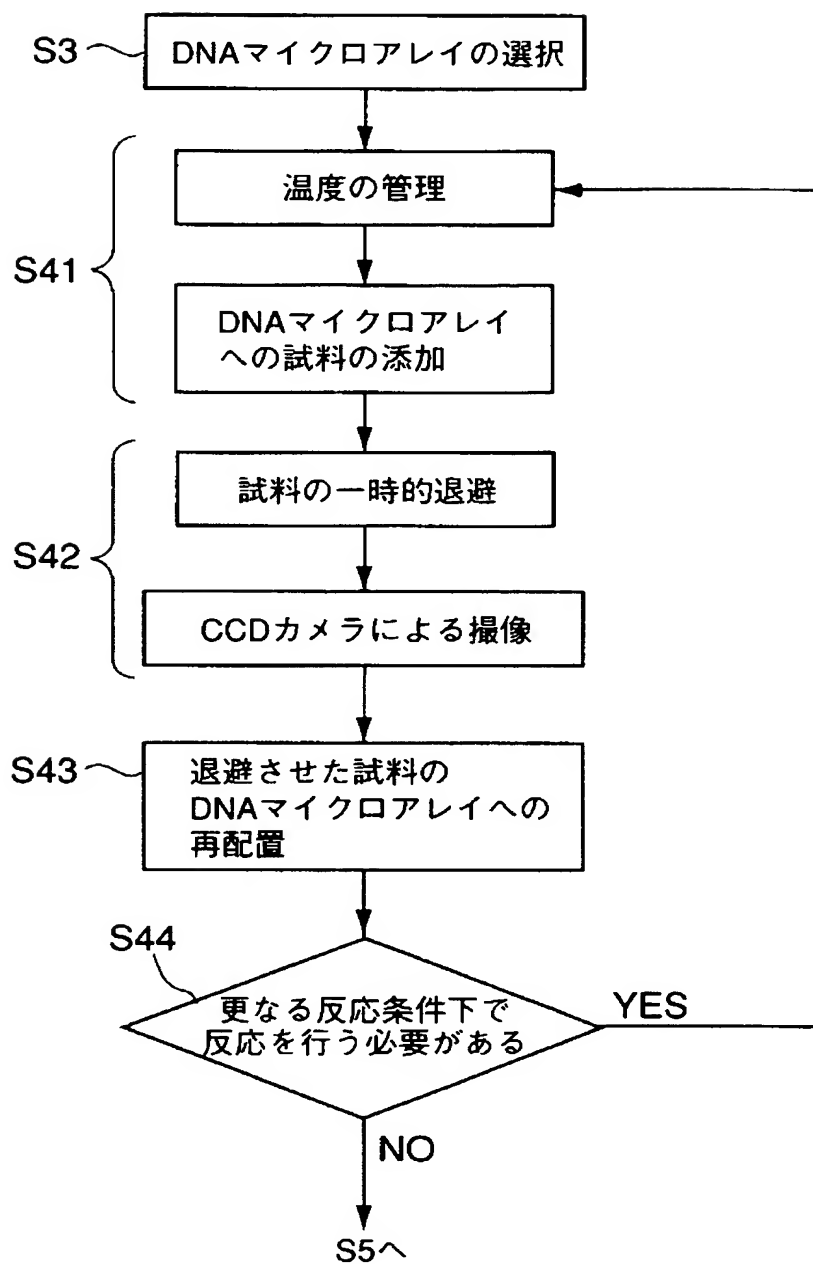 S3
DNAマイクロアレイの選択
温度の管理
S41
DNAマイクロアレイ
への試料の添加
試料の一時的退避
S42
CCDカメラによる撮像
S43
退避させた試料の
DNAマイクロアレイへの
再配置
S44
更なる反応条件下で
反応を行う必要がある
YES
NO
S5へ